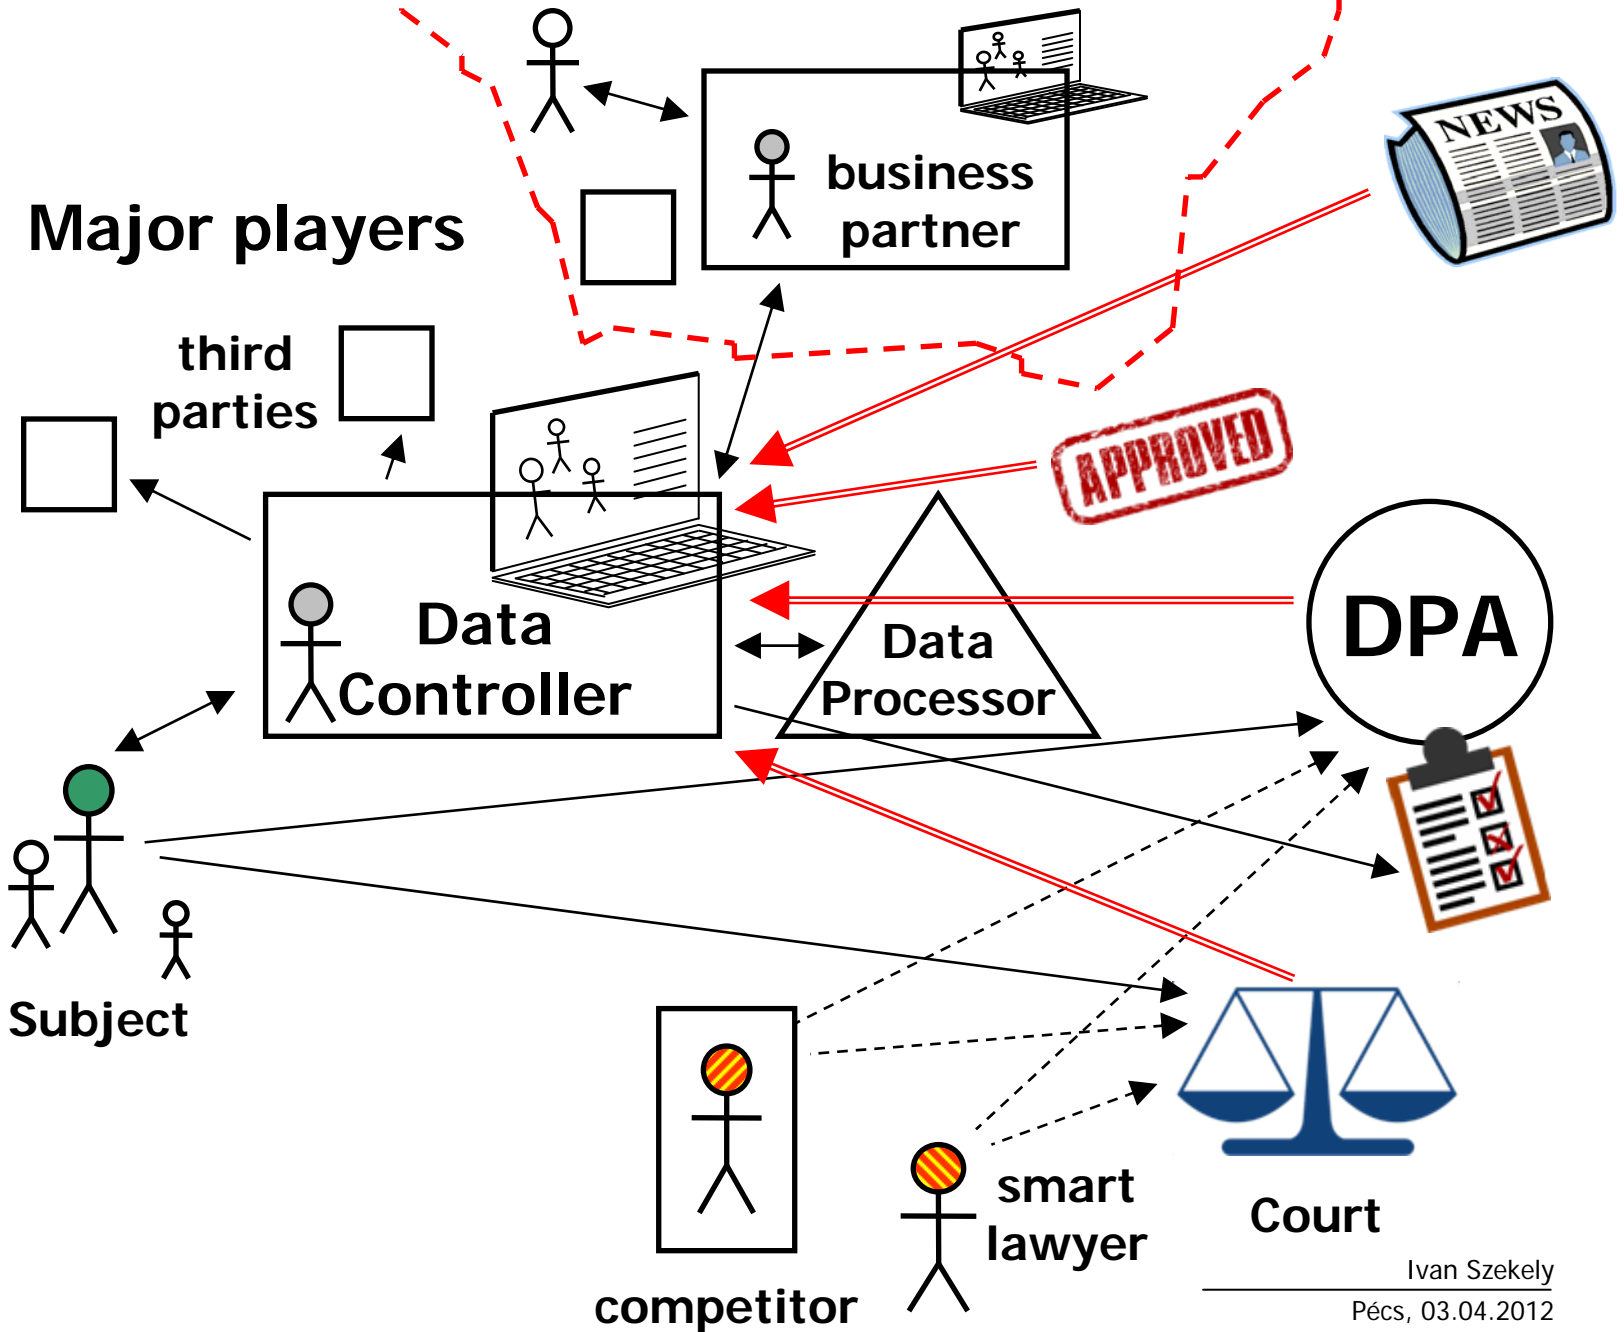 NEWS
business
partner
Major players
third
parties
APPROVED
Data
Controller
Data
Processor
DPA
Subject
smart
lawyer
Court
competitor
Ivan Szekely
Pécs, 03.04.2012